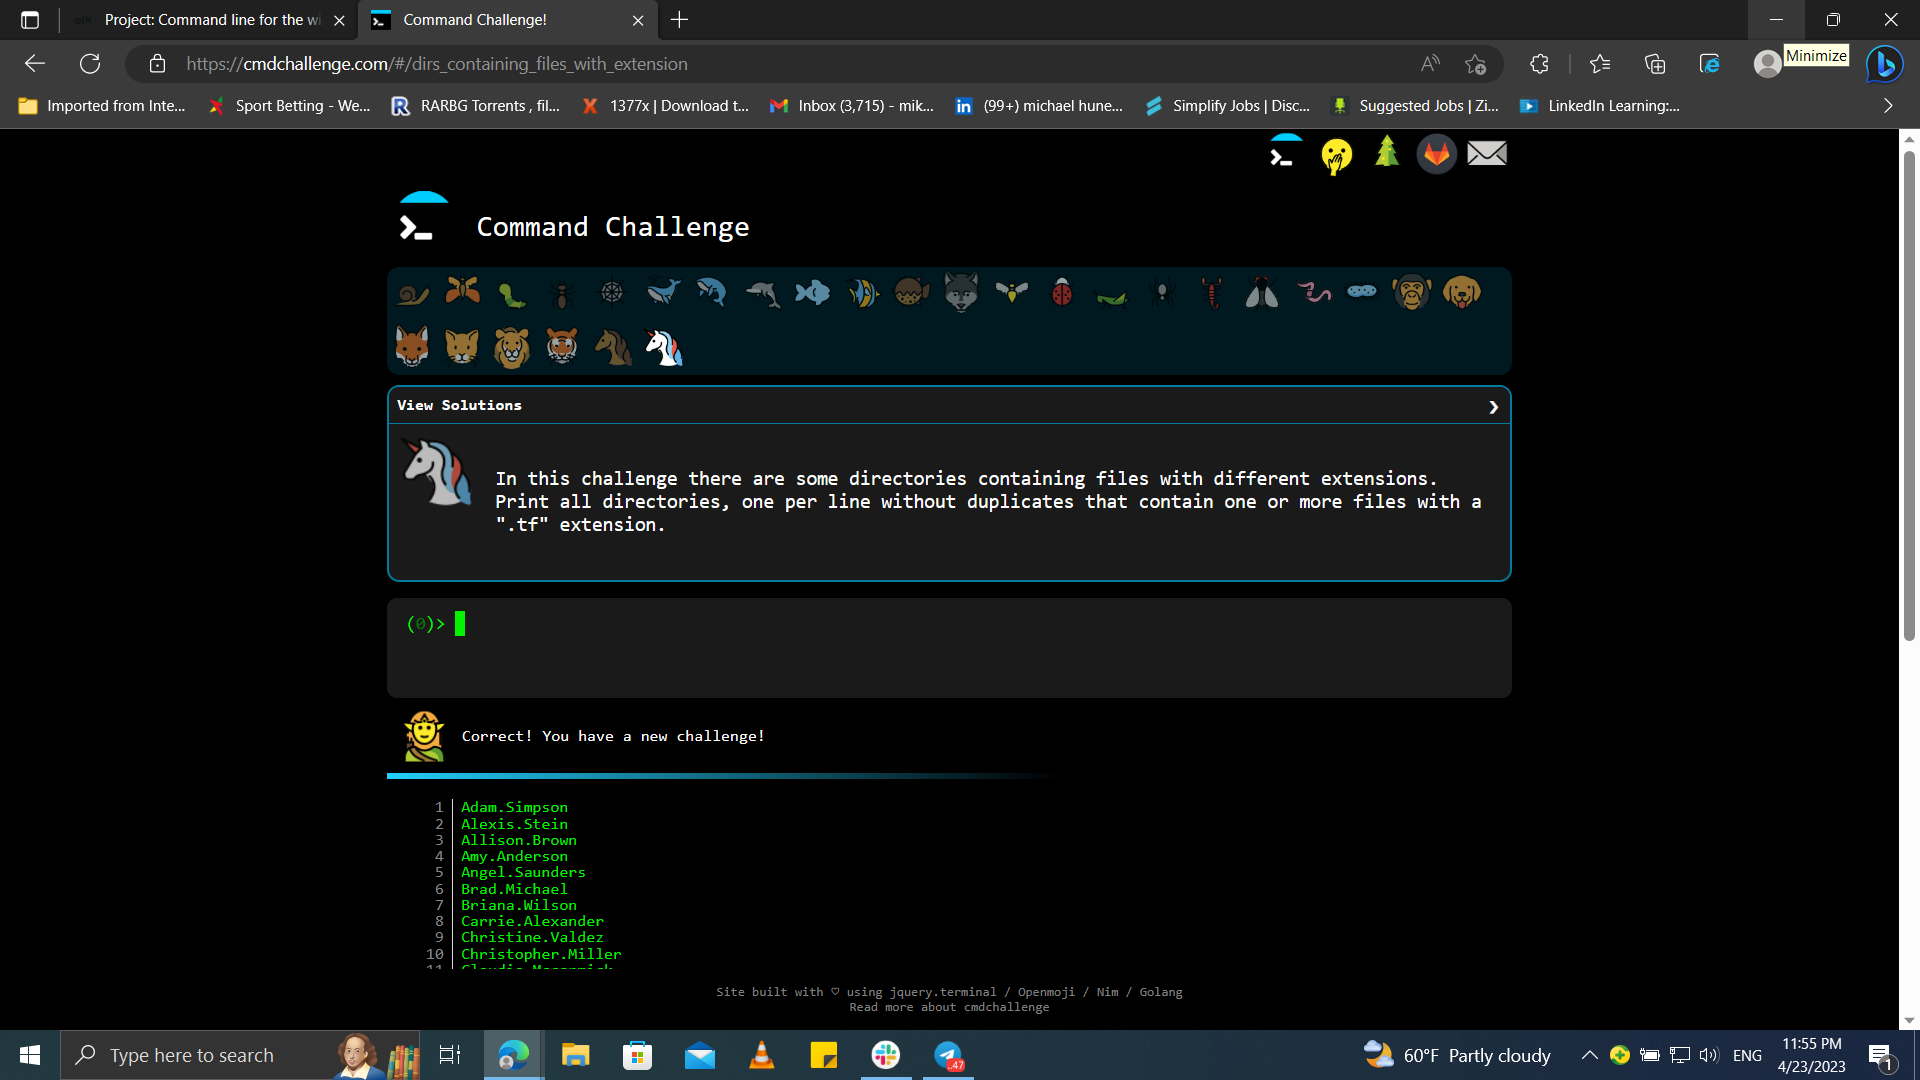 alx Project: Command line for the wi
Command Challenge!
https://cmdchallenge.com/#/dirs_containing_files_with_extension
Minimize
Imported from Inte... Sport Betting - We... RARBG Torrents , fil... 1377x | Download t... Inbox (3,715) - mik... (99+) michael hune... Simplify Jobs | Disc... Suggested Jobs | Zi... LinkedIn Learning:...
Command Challenge
View Solutions
In this challenge there are some directories containing files with different extensions.
Print all directories, one per line without duplicates that contain one or more files with a
".tf" extension.
(0)>
Correct! You have a new challenge!
1 Adam.Simpson
2 Alexis.Stein
3 Allison.Brown
4 Amy.Anderson
5 Angel.Saunders
6 Brad.Michael
7 Briana.Wilson
8 Carrie.Alexander
9 Christine.Valdez
10 Christopher.Miller
11
Site built with ♡ using jquery.terminal / Openmoji / Nim / Golang
Read more about cmdchallenge
Type here to search
47
60°F Partly cloudy
ENG
11:55 PM
4/23/2023
1